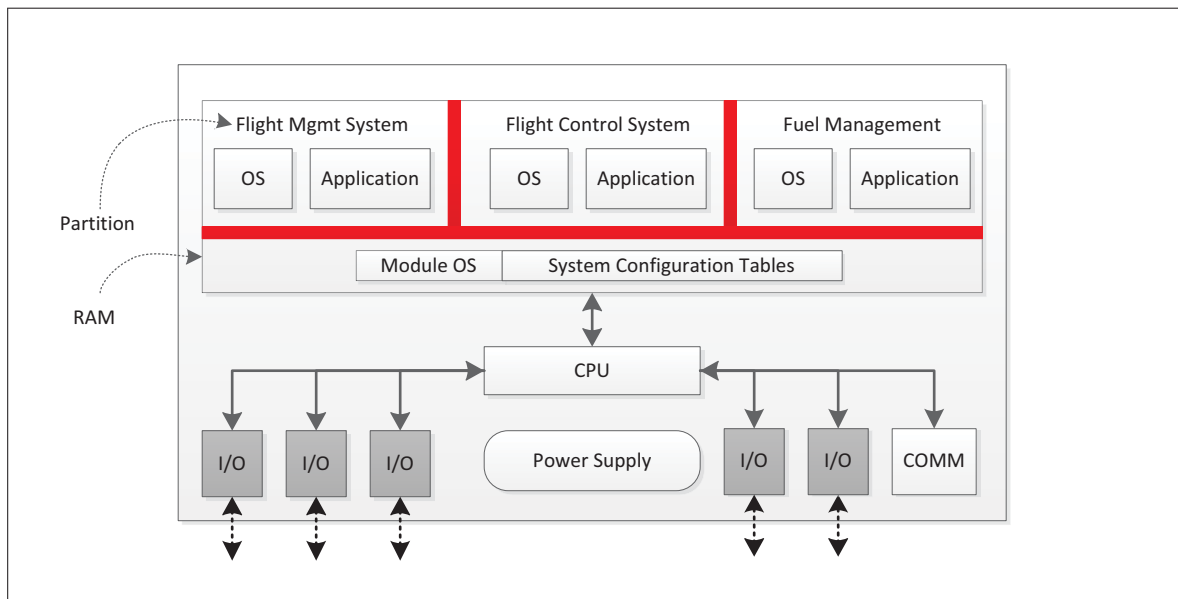 Flight Mgmt System
Flight Control System
Fuel Management
OS
Application
OS
Application
OS
Application
Partition
Module OS
System Configuration Tables
RAM
CPU
I/O
I/O
I/O
Power Supply
I/O
I/O
COMM